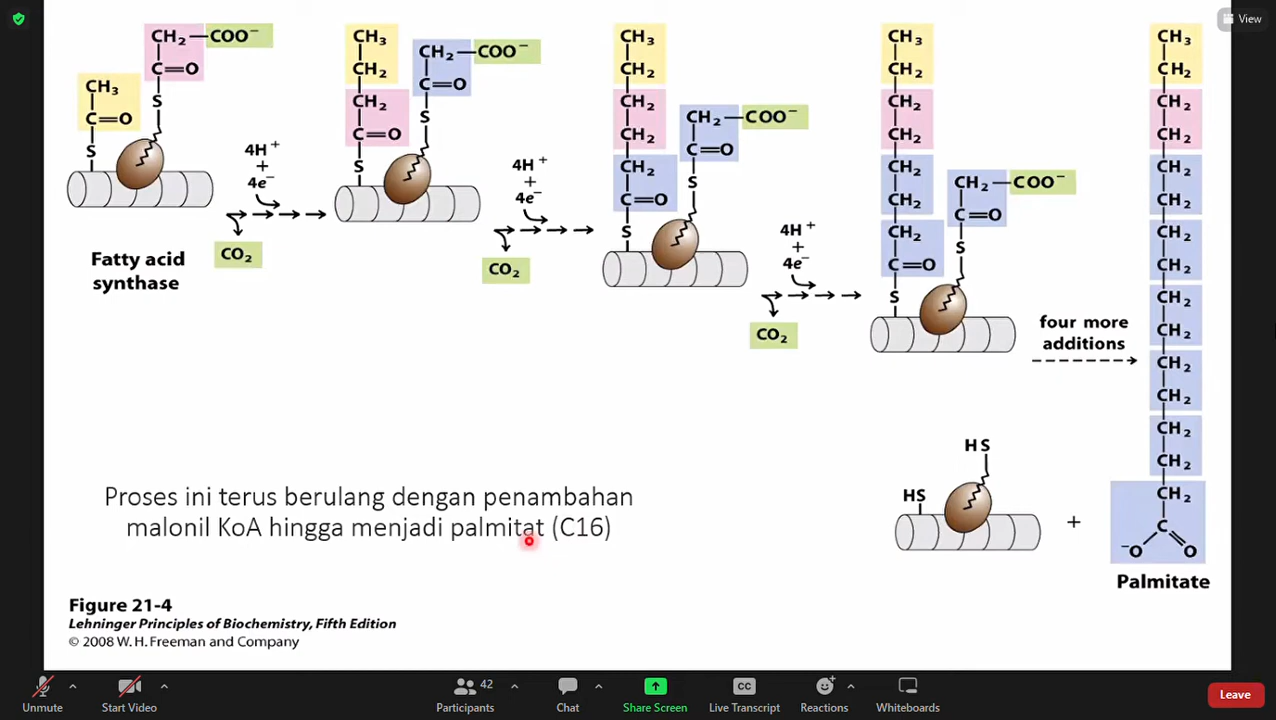 View
CH₂—COO⁻
C=O
S
CH₃
C=O
S
4H⁺
+
4e⁻
CO₂
Fatty acid
synthase
CH₃
CH₂
CH₂
C=O
S
CH₂—COO⁻
C=O
S
4H⁺
+
4e⁻
CO₂
CH₃
CH₂
CH₂
CH₂
CH₂
C=O
S
CH₂—COO⁻
C=O
S
4H⁺
+
4e⁻
CO₂
CH₃
CH₂
CH₂
CH₂
CH₂
CH₂
CH₂
C=O
S
CH₂—COO⁻
C=O
S
four more
additions
CH₃
CH₂
CH₂
CH₂
CH₂
CH₂
CH₂
CH₂
CH₂
CH₂
CH₂
CH₂
CH₂
CH₂
CH₂
C
⁻O O
Palmitate
HS
HS
+
Proses ini terus berulang dengan penambahan
malonil KoA hingga menjadi palmitat (C16)
Figure 21-4
Lehninger Principles of Biochemistry, Fifth Edition
© 2008 W. H. Freeman and Company
Unmute
Start Video
42
Participants
Chat
Share Screen
CC
Live Transcript
Reactions
Whiteboards
Leave